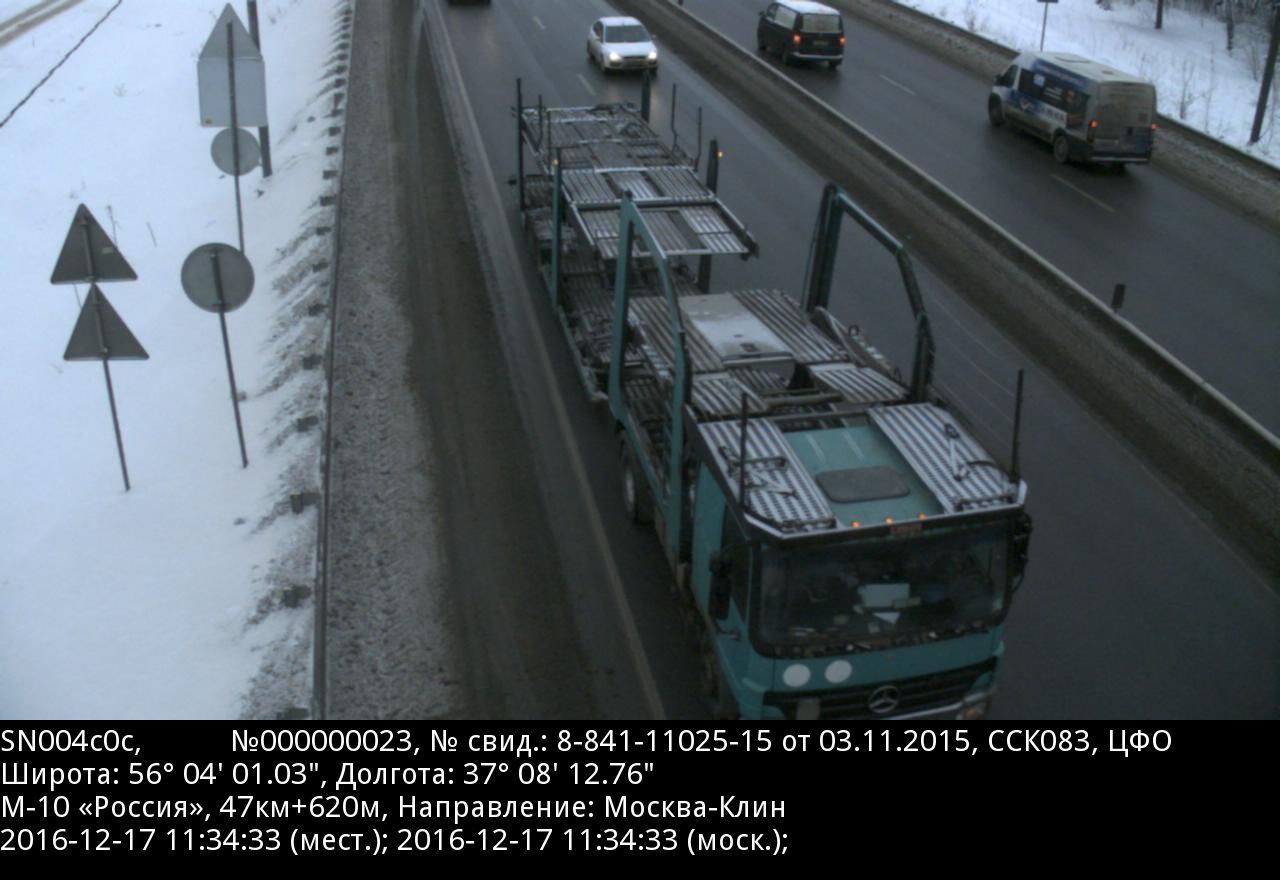 SN004c0c, №000000023, № свид.: 8-841-11025-15 от 03.11.2015, ССК083, ЦФО
Широта: 56° 04' 01.03", Долгота: 37° 08' 12.76"
М-10 «Россия», 47км+620м, Направление: Москва-Клин
2016-12-17 11:34:33 (мест.); 2016-12-17 11:34:33 (моск.);